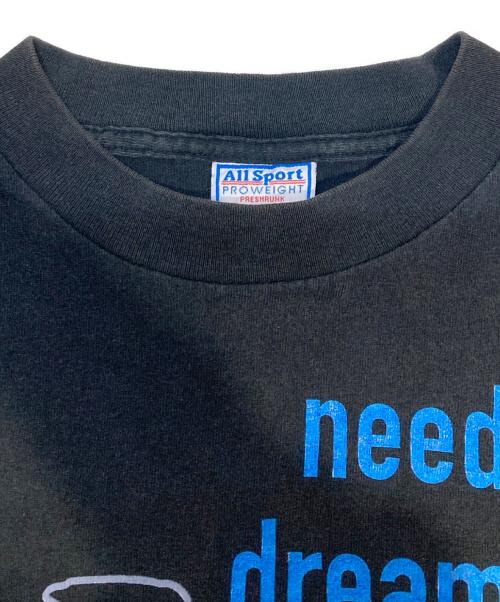 All Sport
PROWEIGHT
PRESHRUNK
need
dream